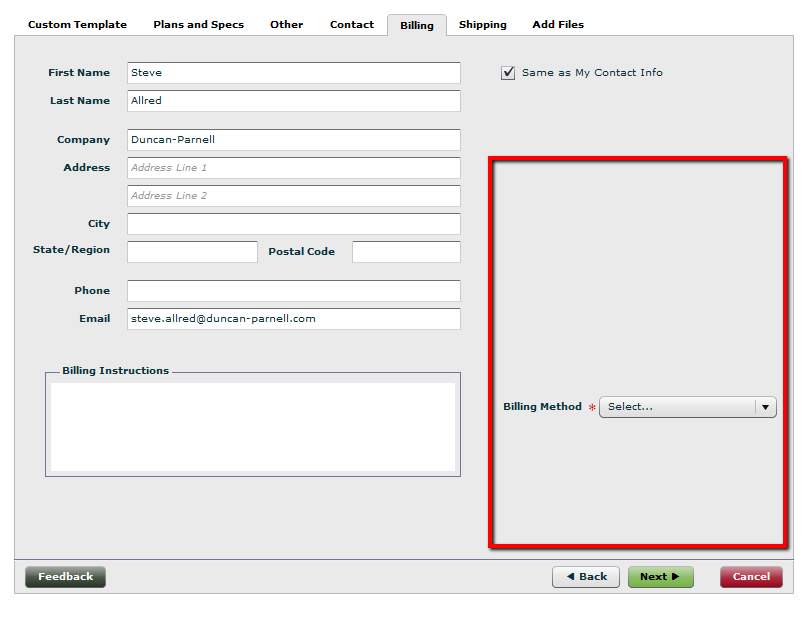 Custom Template Plans and Specs Other Contact Billing Shipping Add Files
First Name Steve
Same as My Contact Info
Last Name Allred
Company Duncan-Parnell
Address Address Line 1
Address Line 2
City
State/Region Postal Code
Phone
Email steve.allred@duncan-parnell.com
Billing Instructions
Billing Method * Select...
Feedback ◀ Back Next ▶ Cancel